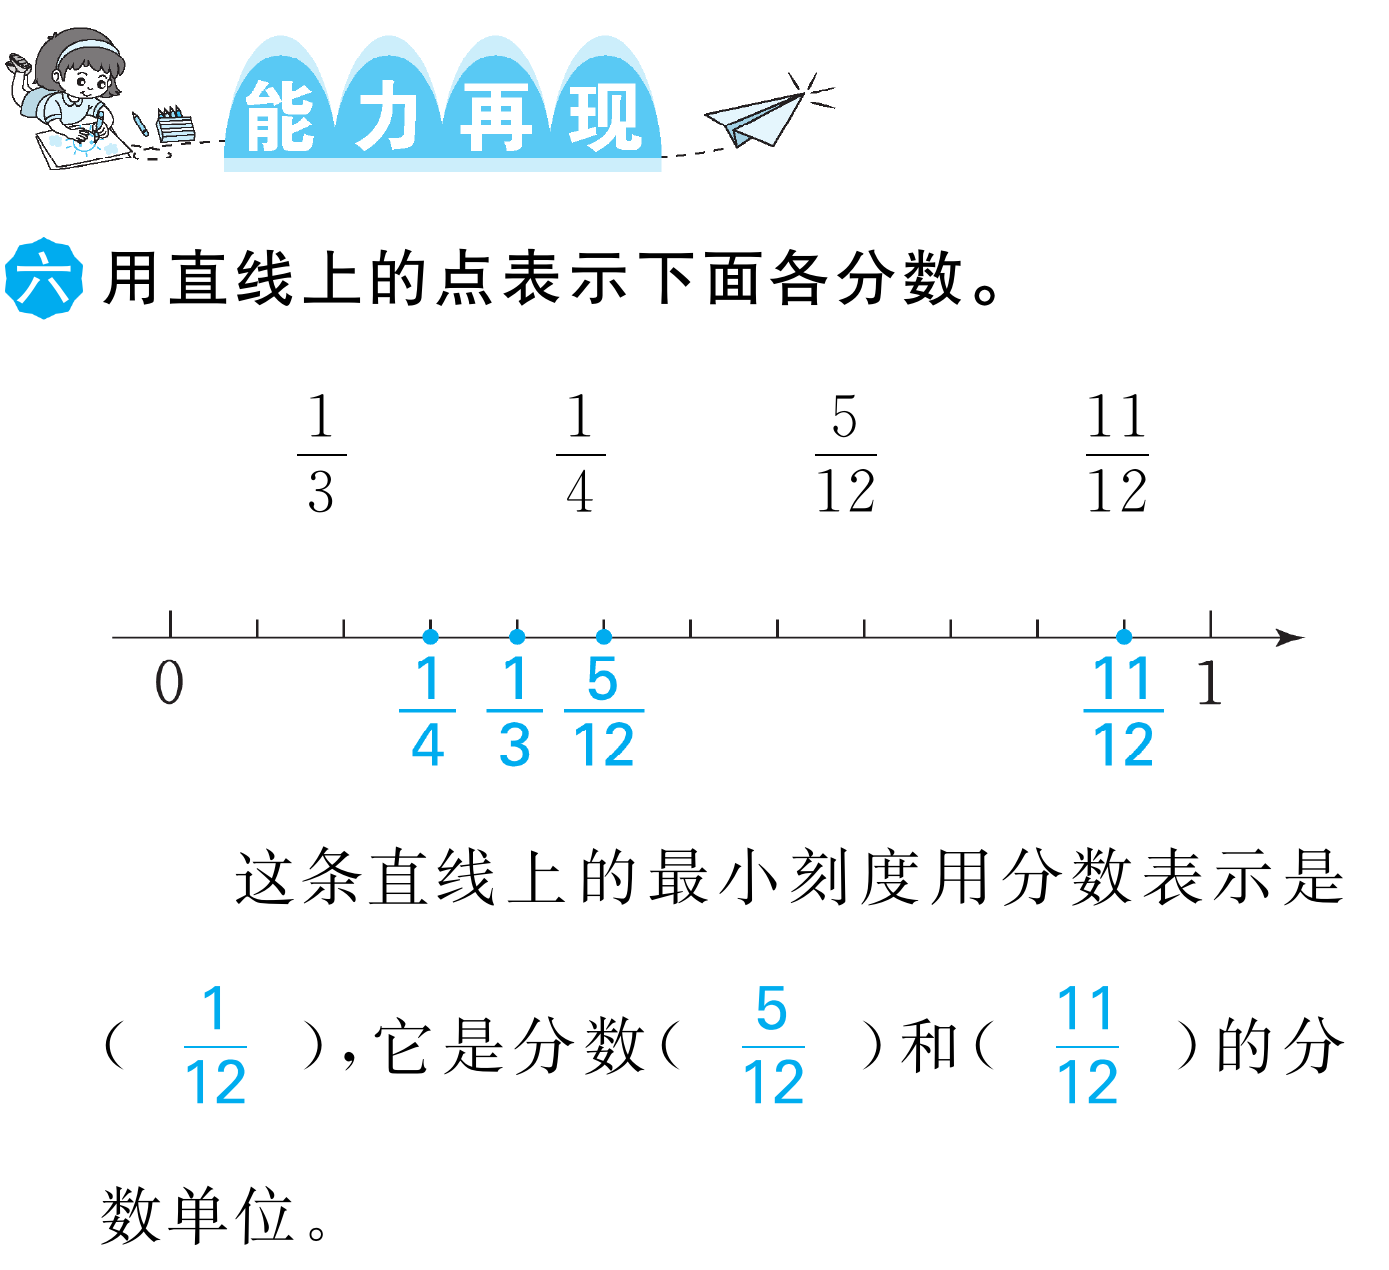 能力再现
六 用直线上的点表示下面各分数。
1/3 1/4 5/12 11/12
0 1/4 1/3 5/12 11/12 1
这条直线上的最小刻度用分数表示是
( 1/12 ),它是分数( 5/12 )和( 11/12 )的分
数单位。